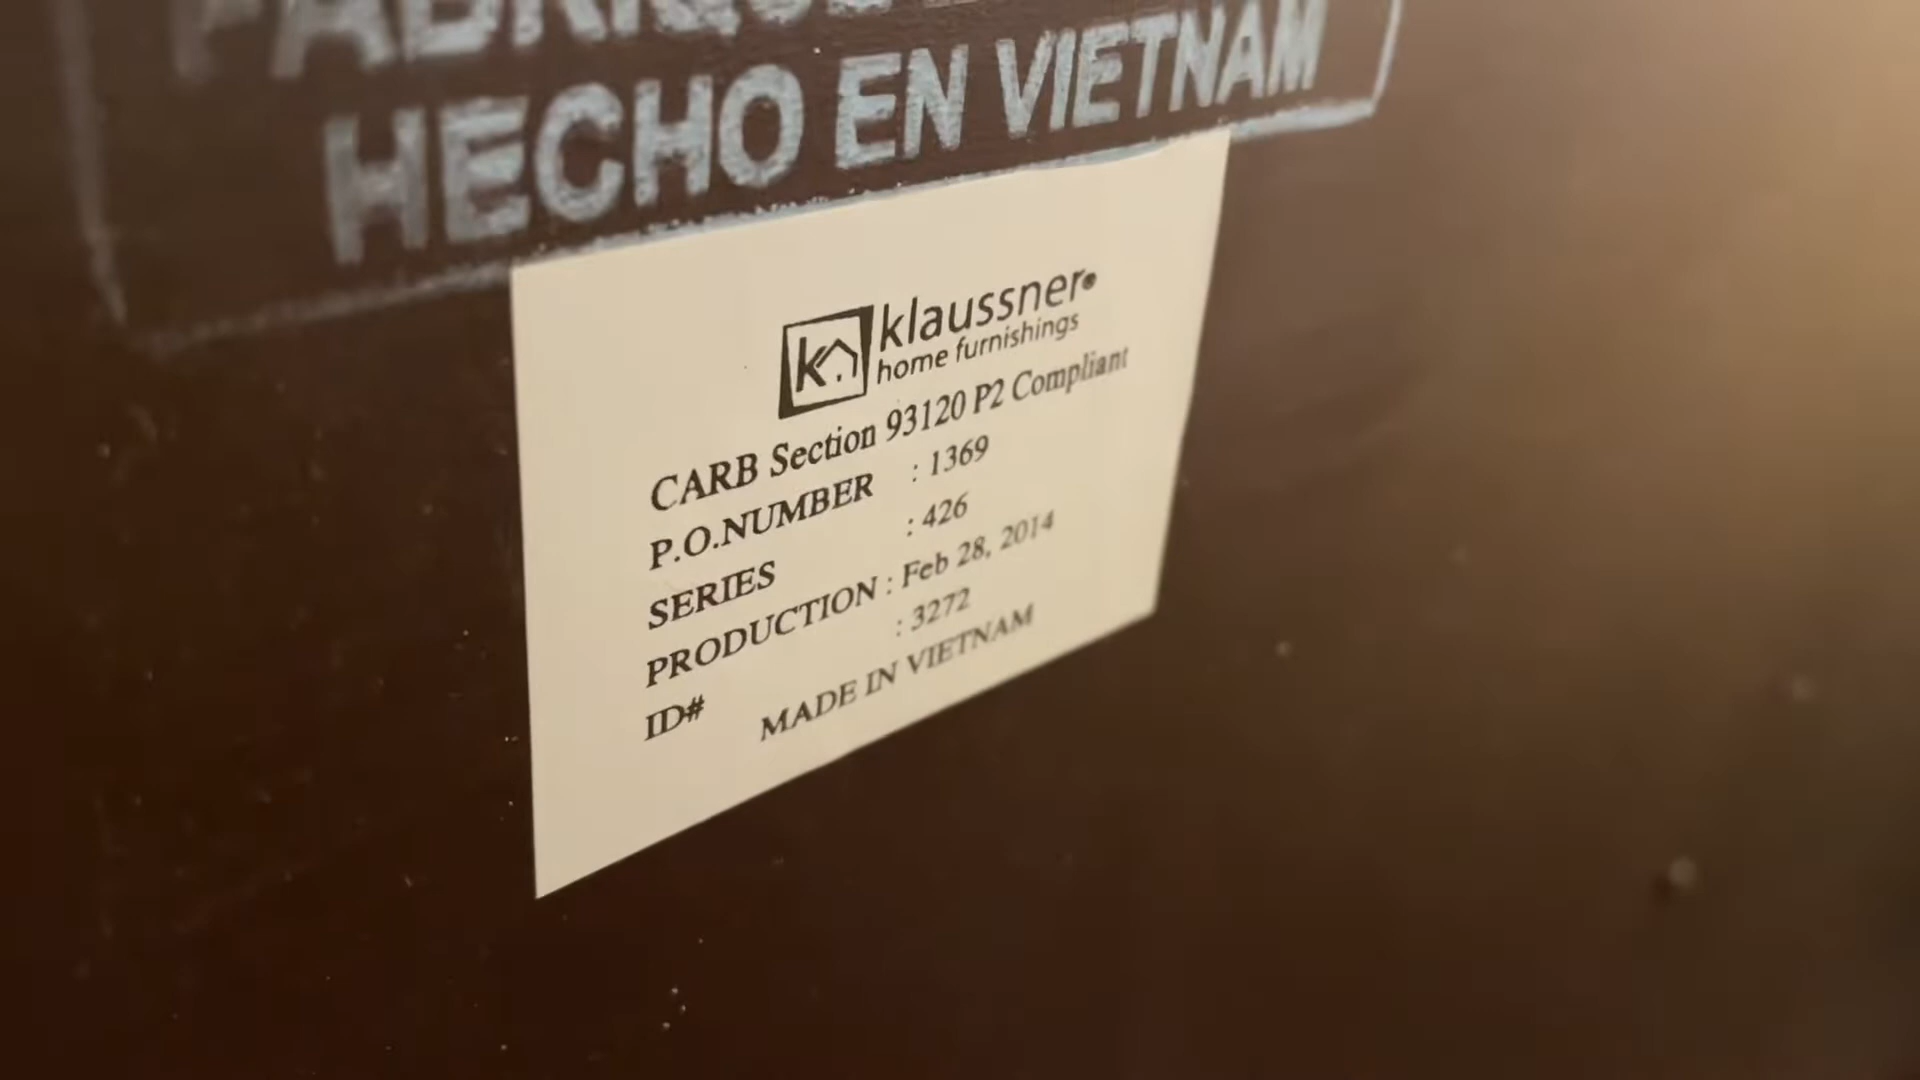 HECHO EN VIETNAM
klaussner
home furnishings
CARB Section 93120 P2 Compliant
P.O.NUMBER : 1369
SERIES : 426
PRODUCTION : Feb 28, 2014
ID# : 3272
MADE IN VIETNAM